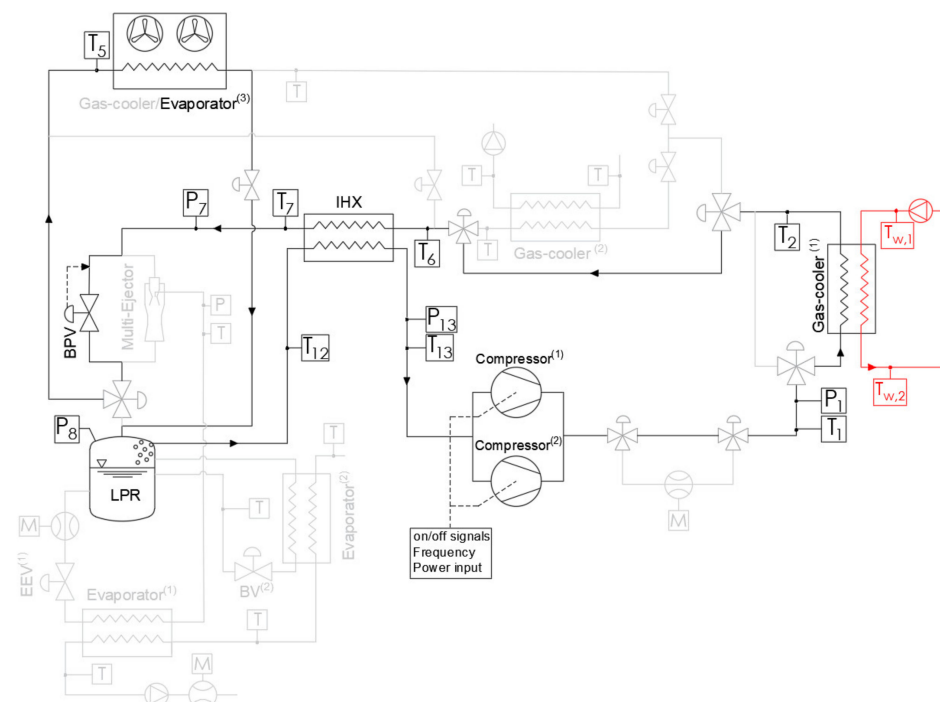 T5
Gas-cooler/Evaporator(3)
T
T
T
P7
T7
IHX
T6
T
Gas-cooler (2)
T2
Gas-cooler (1)
Tw,1
Tw,2
BPV
Multi-Ejector
P
T
T12
P13
T13
Compressor(1)
Compressor(2)
P1
T1
M
on/off signals
Frequency
Power input
P8
LPR
T
T
Evaporator(2)
BV(2)
M
EEV(1)
Evaporator(1)
T
T
M